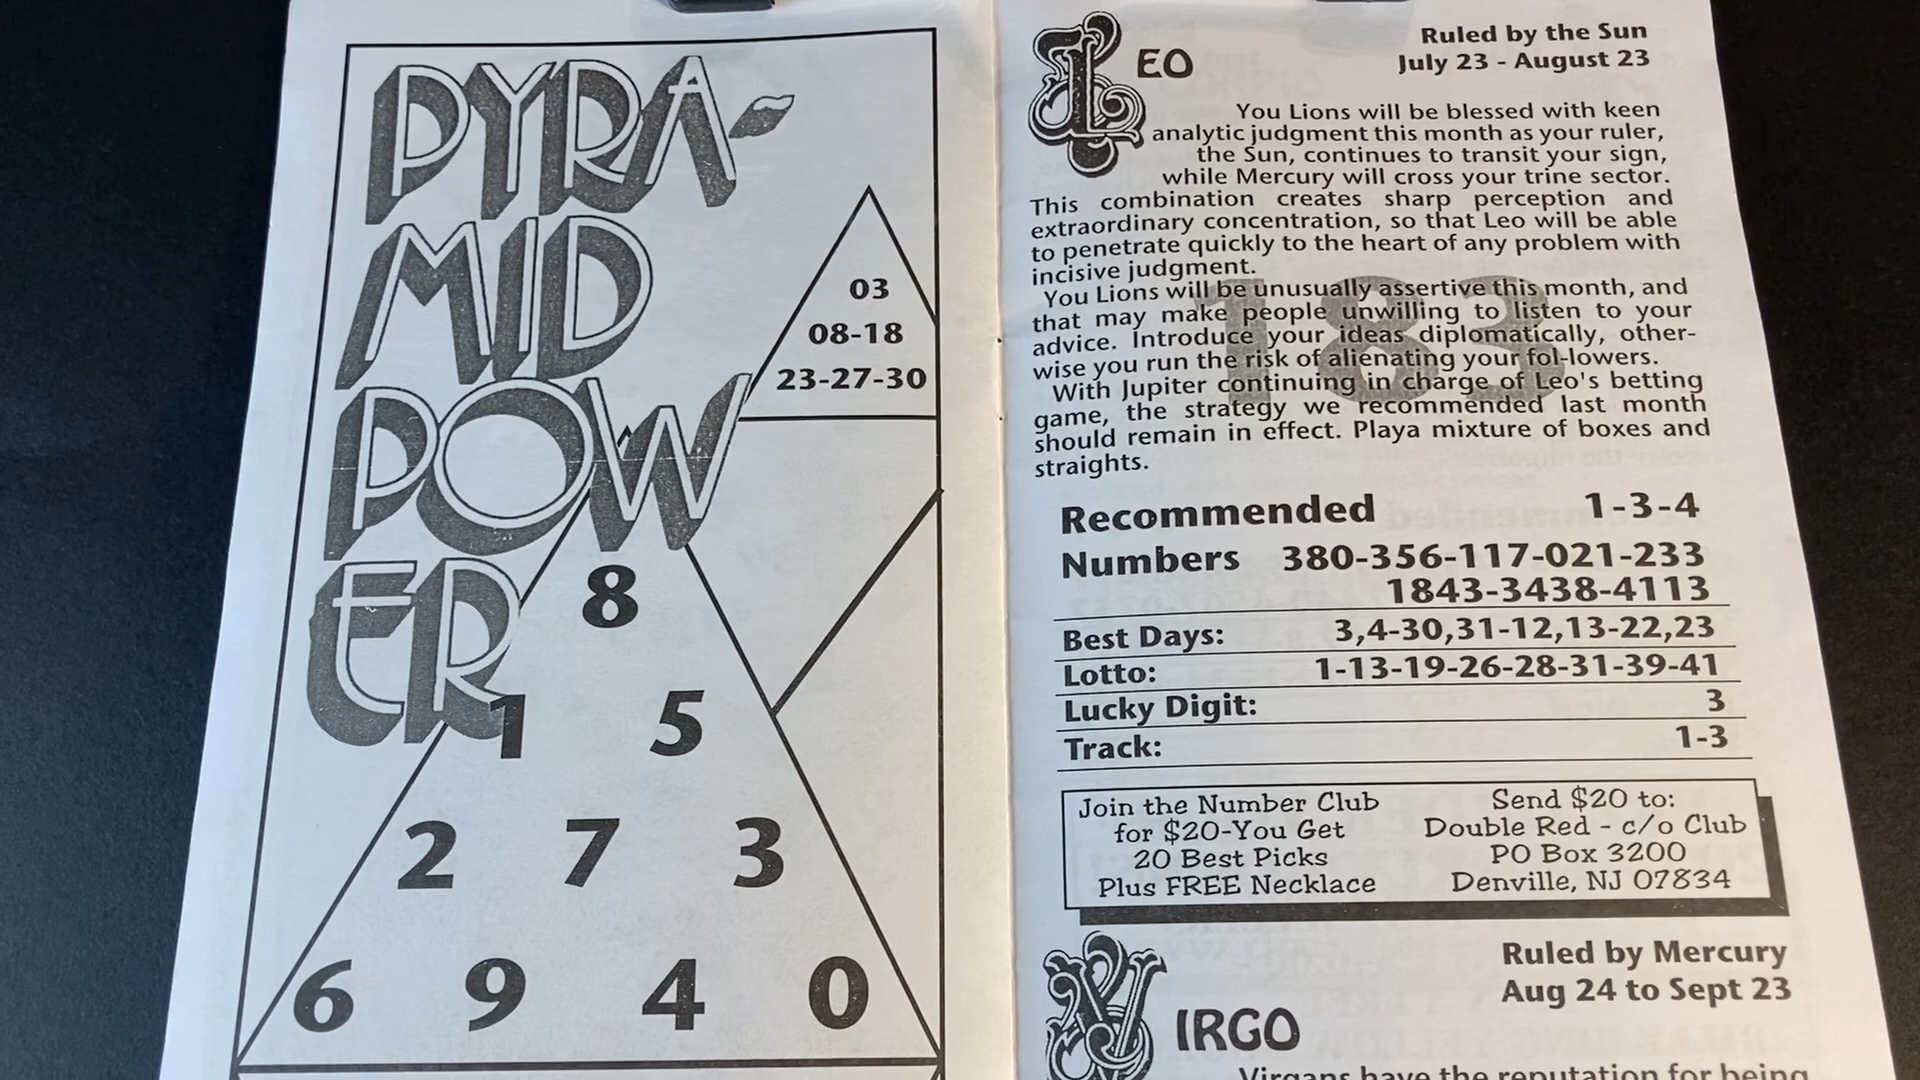 PYRA-
MID
POW
ER
03
08-18
23-27-30
8
1 5
2 7 3
6 9 4 0
LEO
Ruled by the Sun
July 23 - August 23
You Lions will be blessed with keen
analytic judgment this month as your ruler,
the Sun, continues to transit your sign,
while Mercury will cross your trine sector.
This combination creates sharp perception and
extraordinary concentration, so that Leo will be able
to penetrate quickly to the heart of any problem with
incisive judgment.
183
You Lions will be unusually assertive this month, and
that may make people unwilling to listen to your
advice. Introduce your ideas diplomatically, other-
wise you run the risk of alienating your fol-lowers.
With Jupiter continuing in charge of Leo's betting
game, the strategy we recommended last month
should remain in effect. Playa mixture of boxes and
straights.
Recommended 1-3-4
Numbers 380-356-117-021-233
1843-3438-4113
Best Days: 3,4-30,31-12,13-22,23
Lotto: 1-13-19-26-28-31-39-41
Lucky Digit: 3
Track: 1-3
Join the Number Club
for $20-You Get
20 Best Picks
Plus FREE Necklace
Send $20 to:
Double Red - c/o Club
PO Box 3200
Denville, NJ 07834
VIRGO
Ruled by Mercury
Aug 24 to Sept 23
Virgans have the reputation for being